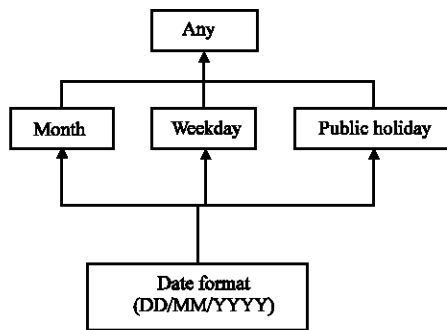 Any
Month
Weekday
Public holiday
Date format
(DD/MM/YYYY)